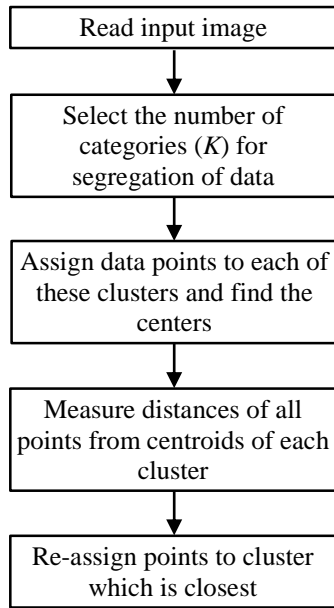 Read input image
Select the number of
categories (K) for
segregation of data
Assign data points to each of
these clusters and find the
centers
Measure distances of all
points from centroids of each
cluster
Re-assign points to cluster
which is closest